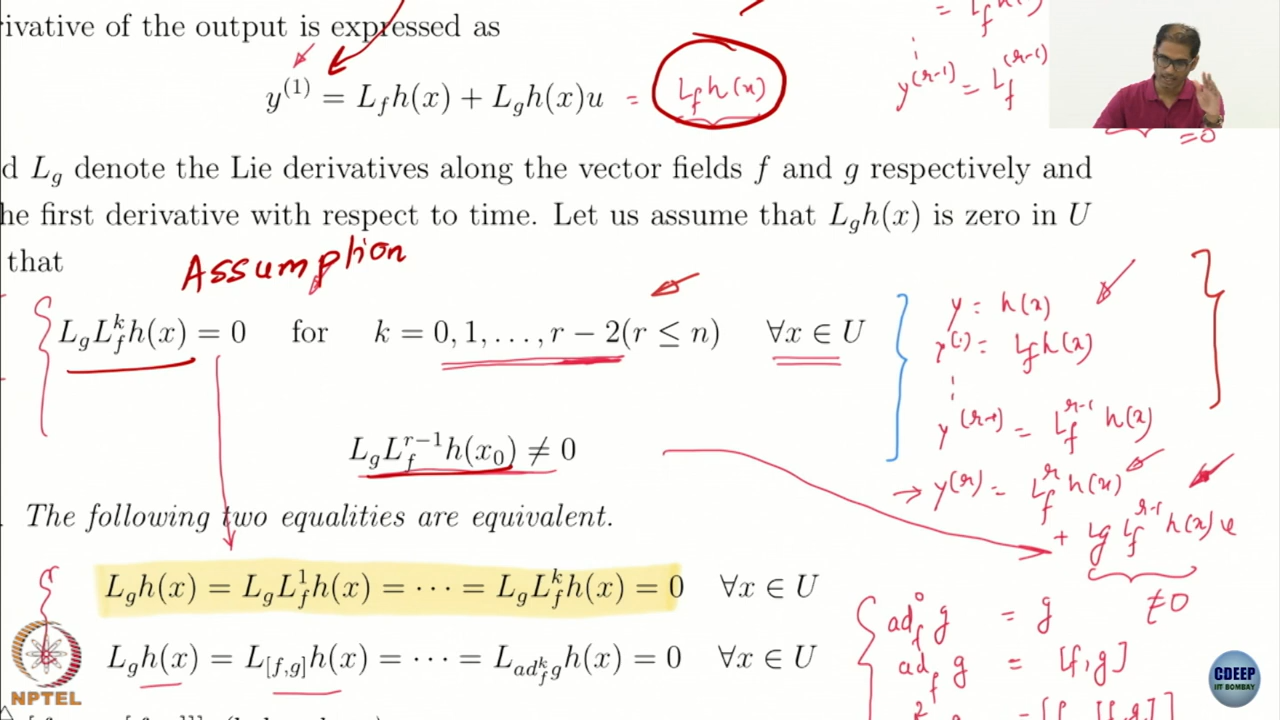 ivative of the output is expressed as
y^{(1)} = L_f h(x) + L_g h(x)u = L_f h(x)
y^{(r-1)} = L_f^{(r-1)}
=0
d L_g denote the Lie derivatives along the vector fields f and g respectively and
he first derivative with respect to time. Let us assume that L_g h(x) is zero in U
that
Assumption
L_g L_f^k h(x) = 0 for k = 0, 1, . . . , r − 2(r ≤ n) ∀x ∈ U
L_g L_f^{r−1} h(x_0) ≠ 0
y = h(x)
y^{(1)} = L_f h(x)
⋮
y^{(r-1)} = L_f^{r-1} h(x)
→ y^{(r)} = L_f^r h(x)
+ L_g L_f^{r-1} h(x) u
≠0
The following two equalities are equivalent.
L_g h(x) = L_g L_f^1 h(x) = · · · = L_g L_f^k h(x) = 0 ∀x ∈ U
L_g h(x) = L_{[f,g]} h(x) = · · · = L_{ad_f^k g} h(x) = 0 ∀x ∈ U
ad_f^0 g = g
ad_f g = [f,g]
NPTEL
CDEEP
IIT BOMBAY